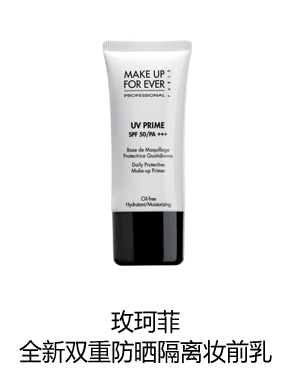 MAKE UP
FOR EVER
PARIS
PROFESSIONAL
UV PRIME
SPF 50/PA +++
Base de Maquillage
Protectrice Quotidienne
Daily Protective
Make-up Primer
Oil-free
Hydratant/Moisturizing
玫珂菲
全新双重防晒隔离妆前乳